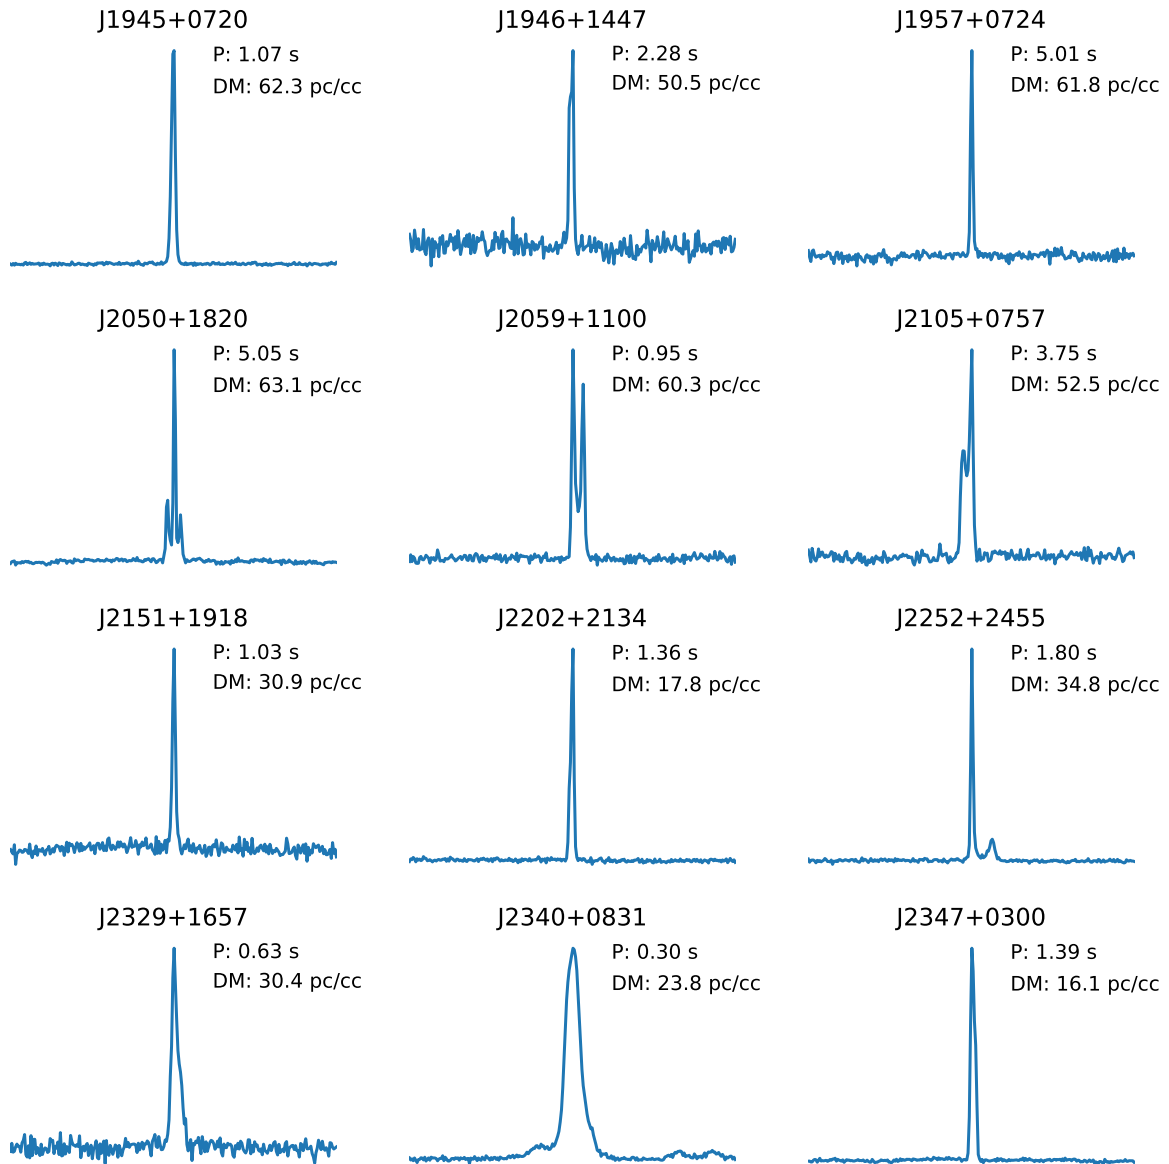 J1945+0720
P: 1.07 s
DM: 62.3 pc/cc
J1946+1447
P: 2.28 s
DM: 50.5 pc/cc
J1957+0724
P: 5.01 s
DM: 61.8 pc/cc
J2050+1820
P: 5.05 s
DM: 63.1 pc/cc
J2059+1100
P: 0.95 s
DM: 60.3 pc/cc
J2105+0757
P: 3.75 s
DM: 52.5 pc/cc
J2151+1918
P: 1.03 s
DM: 30.9 pc/cc
J2202+2134
P: 1.36 s
DM: 17.8 pc/cc
J2252+2455
P: 1.80 s
DM: 34.8 pc/cc
J2329+1657
P: 0.63 s
DM: 30.4 pc/cc
J2340+0831
P: 0.30 s
DM: 23.8 pc/cc
J2347+0300
P: 1.39 s
DM: 16.1 pc/cc